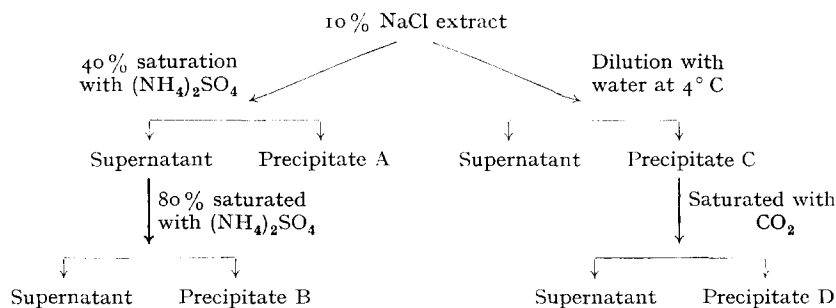 10% NaCl extract
40% saturation
with (NH₄)₂SO₄
Dilution with
water at 4° C
Supernatant Precipitate A Supernatant Precipitate C
80% saturated
with (NH₄)₂SO₄
Saturated with
CO₂
Supernatant Precipitate B Supernatant Precipitate D